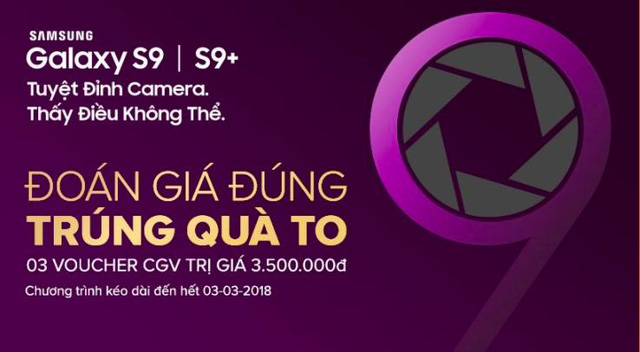 SAMSUNG
Galaxy S9 | S9+
Tuyệt Đỉnh Camera.
Thấy Điều Không Thể.
ĐOÁN GIÁ ĐÚNG
TRÚNG QUÀ TO
03 VOUCHER CGV TRỊ GIÁ 3.500.000đ
Chương trình kéo dài đến hết 03-03-2018